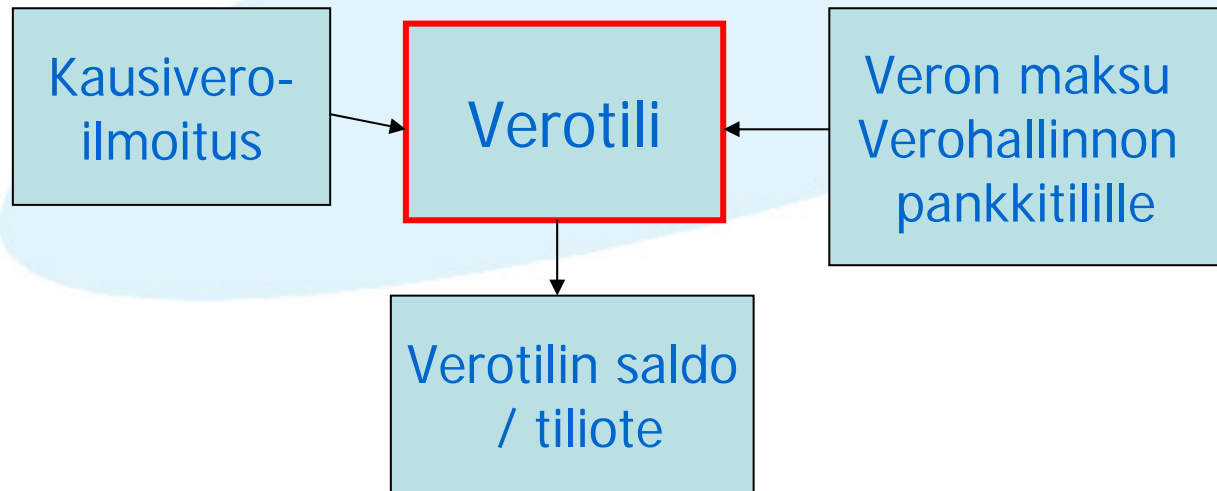 Kausivero-
ilmoitus
Verotili
Veron maksu
Verohallinnon
pankkitilille
Verotilin saldo
/ tiliote